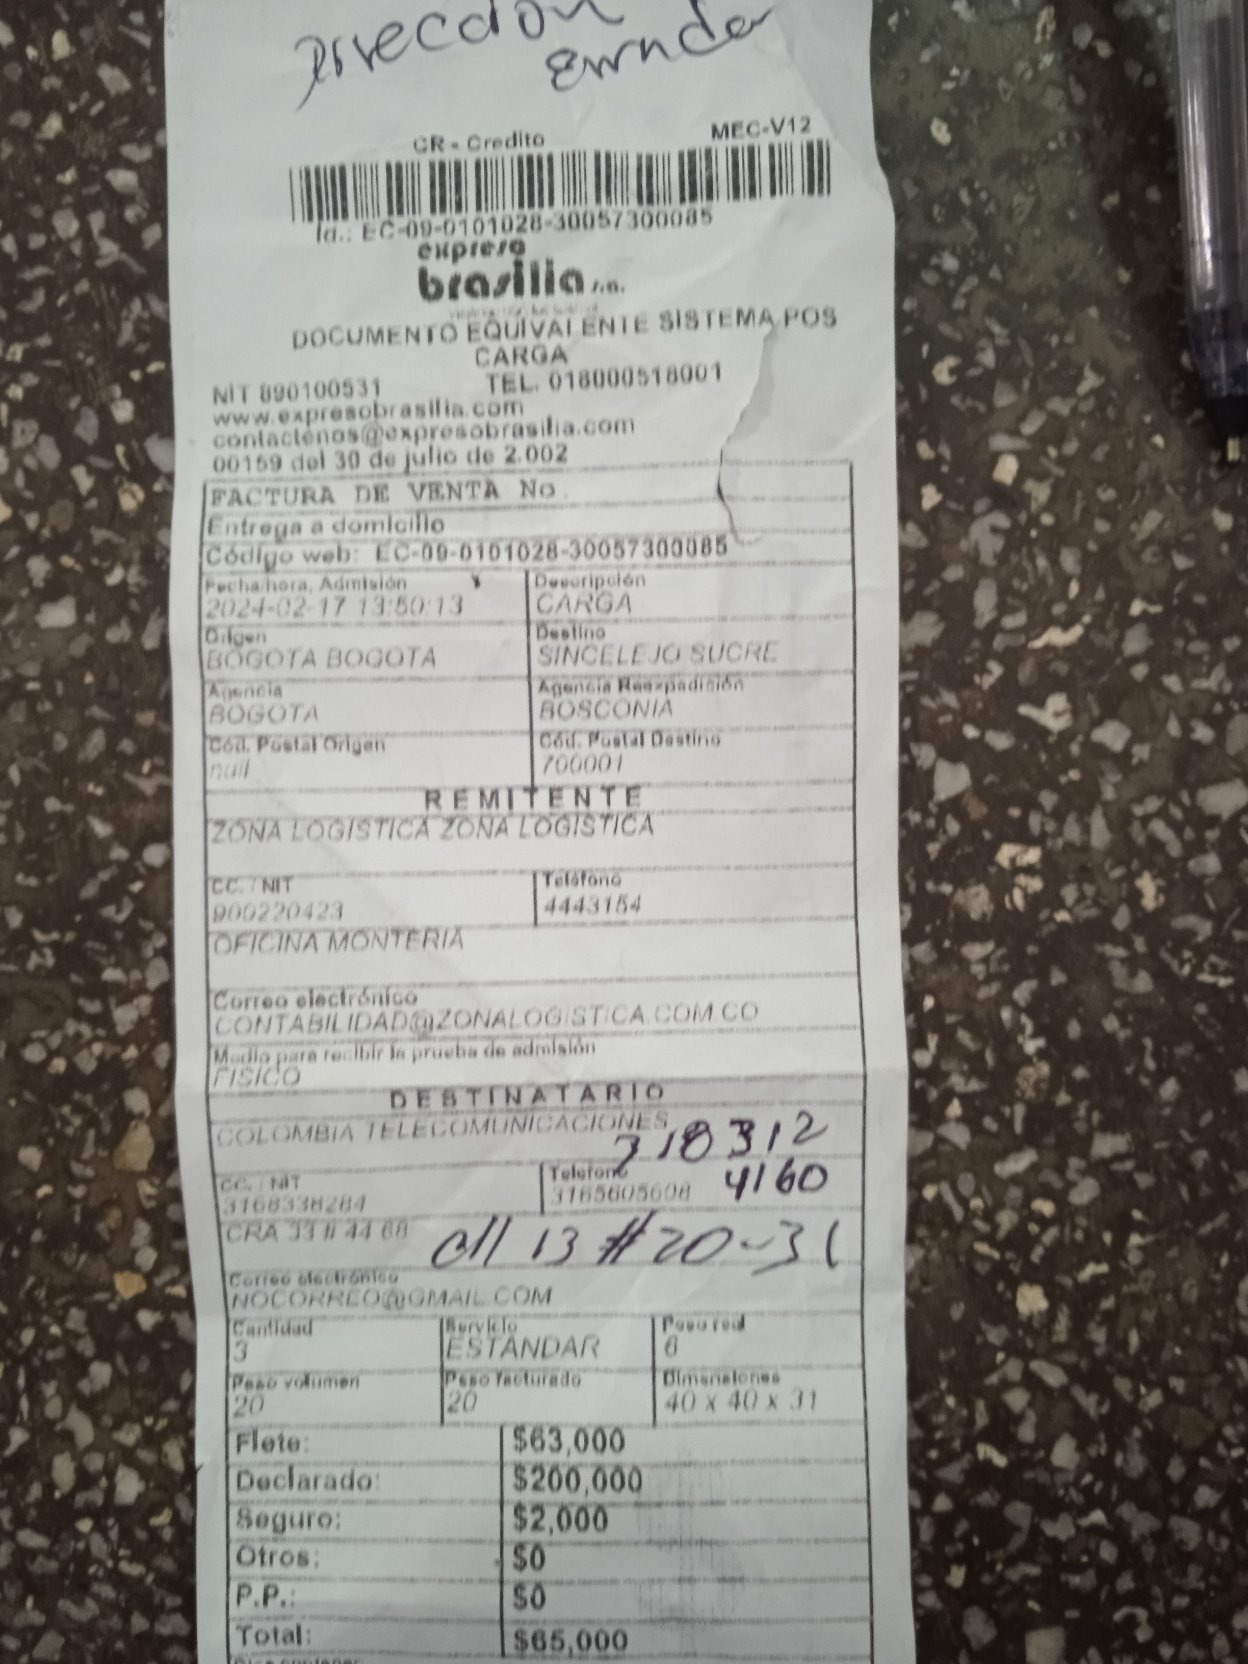 Dirección
Errada
CR - Credito MEC-V12
Id.: EC-09-0101028-30057300085
expreso
brasilia s.a.
DOCUMENTO EQUIVALENTE SISTEMA POS
CARGA
NIT 890100531 TEL. 018000518001
www.expresobrasilia.com
contactenos@expresobrasilia.com
00159 del 30 de julio de 2.002
FACTURA DE VENTA No
Entrega a domicilio
Código web: EC-09-0101028-30057300085
Fecha/hora, Admisión Descripción
2024-02-17 13:50:13 CARGA
Origen Destino
BOGOTA BOGOTA SINCELEJO SUCRE
Agencia Agencia Reexpedición
BOGOTA BOSCONIA
Cód. Postal Origen Cód. Postal Destino
null 700001
REMITENTE
ZONA LOGISTICA ZONA LOGISTICA
CC. / NIT Teléfono
900220423 4443154
OFICINA MONTERIA
Correo electrónico
CONTABILIDAD@ZONALOGISTICA.COM.CO
Medio para recibir la prueba de admisión
FISICO
DESTINATARIO
COLOMBIA TELECOMUNICACIONES
318312
CC. / NIT Telefono 4160
3168338284 3165605608
CRA 33 # 44 68 cll 13 # 20-31
Correo electrónico
NOCORREO@GMAIL.COM
Cantidad Servicio Peso real
3 ESTANDAR 6
Peso volumen Peso facturado Dimensiones
20 20 40 x 40 x 31
Flete: $63,000
Declarado: $200,000
Seguro: $2,000
Otros: $0
P.P.: $0
Total: $65,000